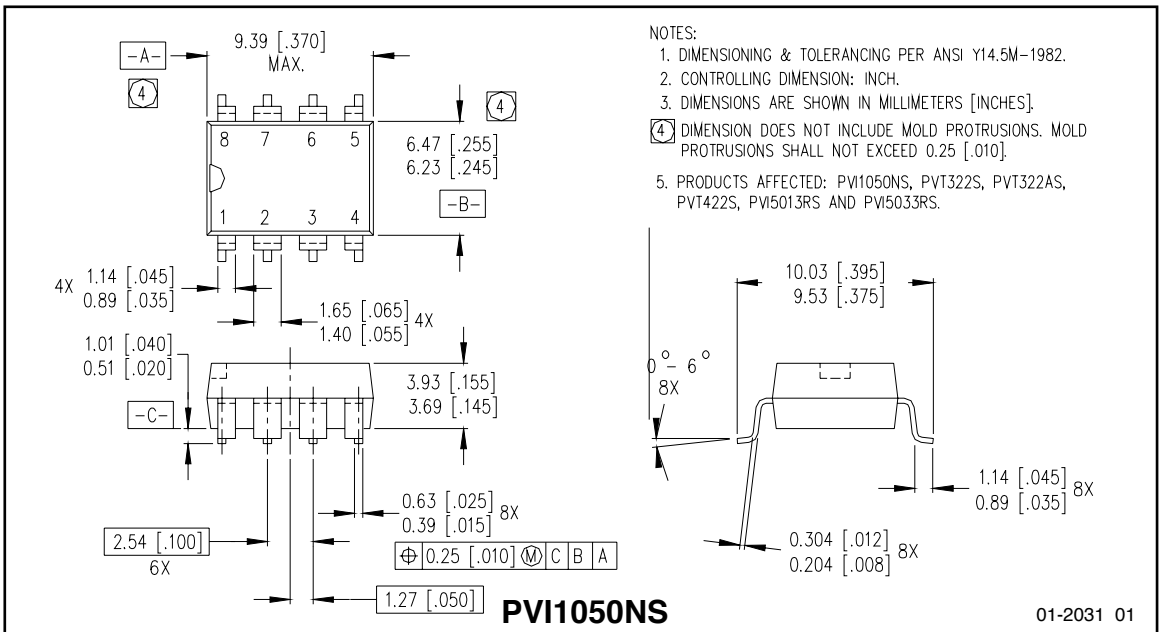 9.39 [.370]
MAX.
-A-
4
4
8 7 6 5
1 2 3 4
6.47 [.255]
6.23 [.245]
-B-
4X 1.14 [.045]
0.89 [.035]
1.65 [.065]
1.40 [.055] 4X
1.01 [.040]
0.51 [.020]
-C-
3.93 [.155]
3.69 [.145]
0.63 [.025]
0.39 [.015] 8X
2.54 [.100]
6X
⌖ 0.25 [.010] Ⓜ C B A
1.27 [.050]
NOTES:
1. DIMENSIONING & TOLERANCING PER ANSI Y14.5M-1982.
2. CONTROLLING DIMENSION: INCH.
3. DIMENSIONS ARE SHOWN IN MILLIMETERS [INCHES].
4 DIMENSION DOES NOT INCLUDE MOLD PROTRUSIONS. MOLD
PROTRUSIONS SHALL NOT EXCEED 0.25 [.010].
5. PRODUCTS AFFECTED: PVI1050NS, PVT322S, PVT322AS,
PVT422S, PVI5013RS AND PVI5033RS.
10.03 [.395]
9.53 [.375]
0° - 6°
8X
1.14 [.045]
0.89 [.035] 8X
0.304 [.012]
0.204 [.008] 8X
PVI1050NS
01-2031 01